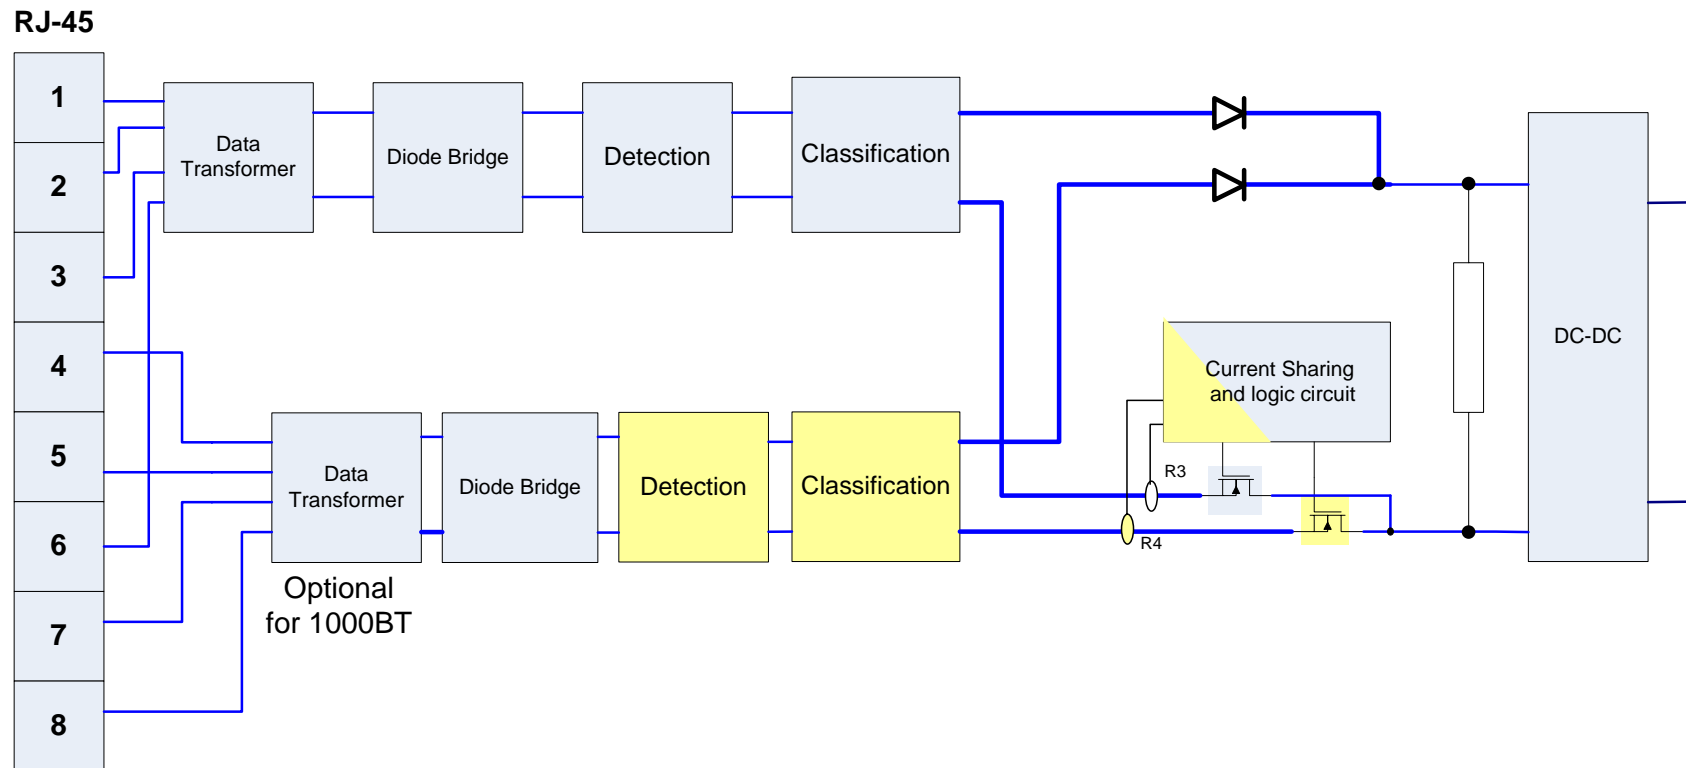 RJ-45
1
2
3
4
5
6
7
8
Data
Transformer
Diode Bridge
Detection
Classification
Data
Transformer
Optional
for 1000BT
Diode Bridge
Detection
Classification
Current Sharing
and logic circuit
R3
R4
DC-DC